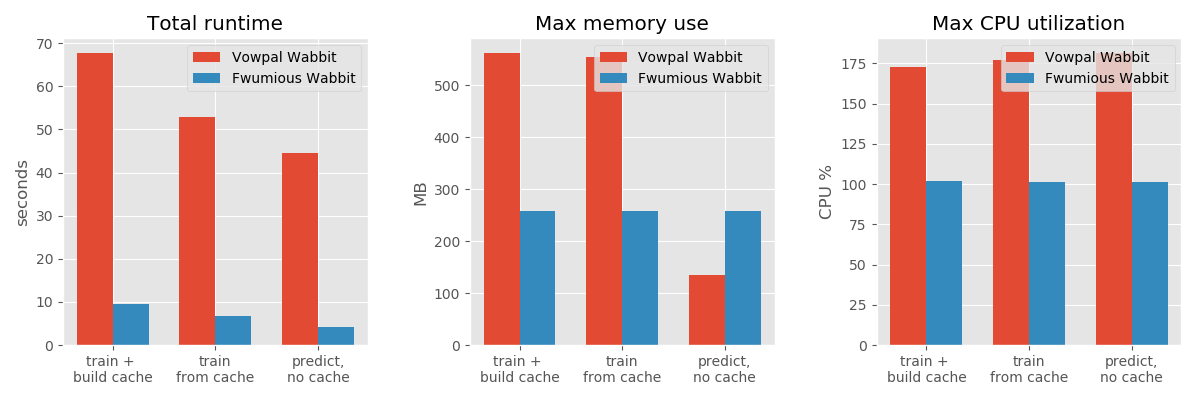 Total runtime
70
60
50
40
30
20
10
0
seconds
Vowpal Wabbit
Fwumious Wabbit
train +
build cache
train
from cache
predict,
no cache
Max memory use
500
400
300
200
100
0
MB
Vowpal Wabbit
Fwumious Wabbit
train +
build cache
train
from cache
predict,
no cache
Max CPU utilization
175
150
125
100
75
50
25
0
CPU %
Vowpal Wabbit
Fwumious Wabbit
train +
build cache
train
from cache
predict,
no cache